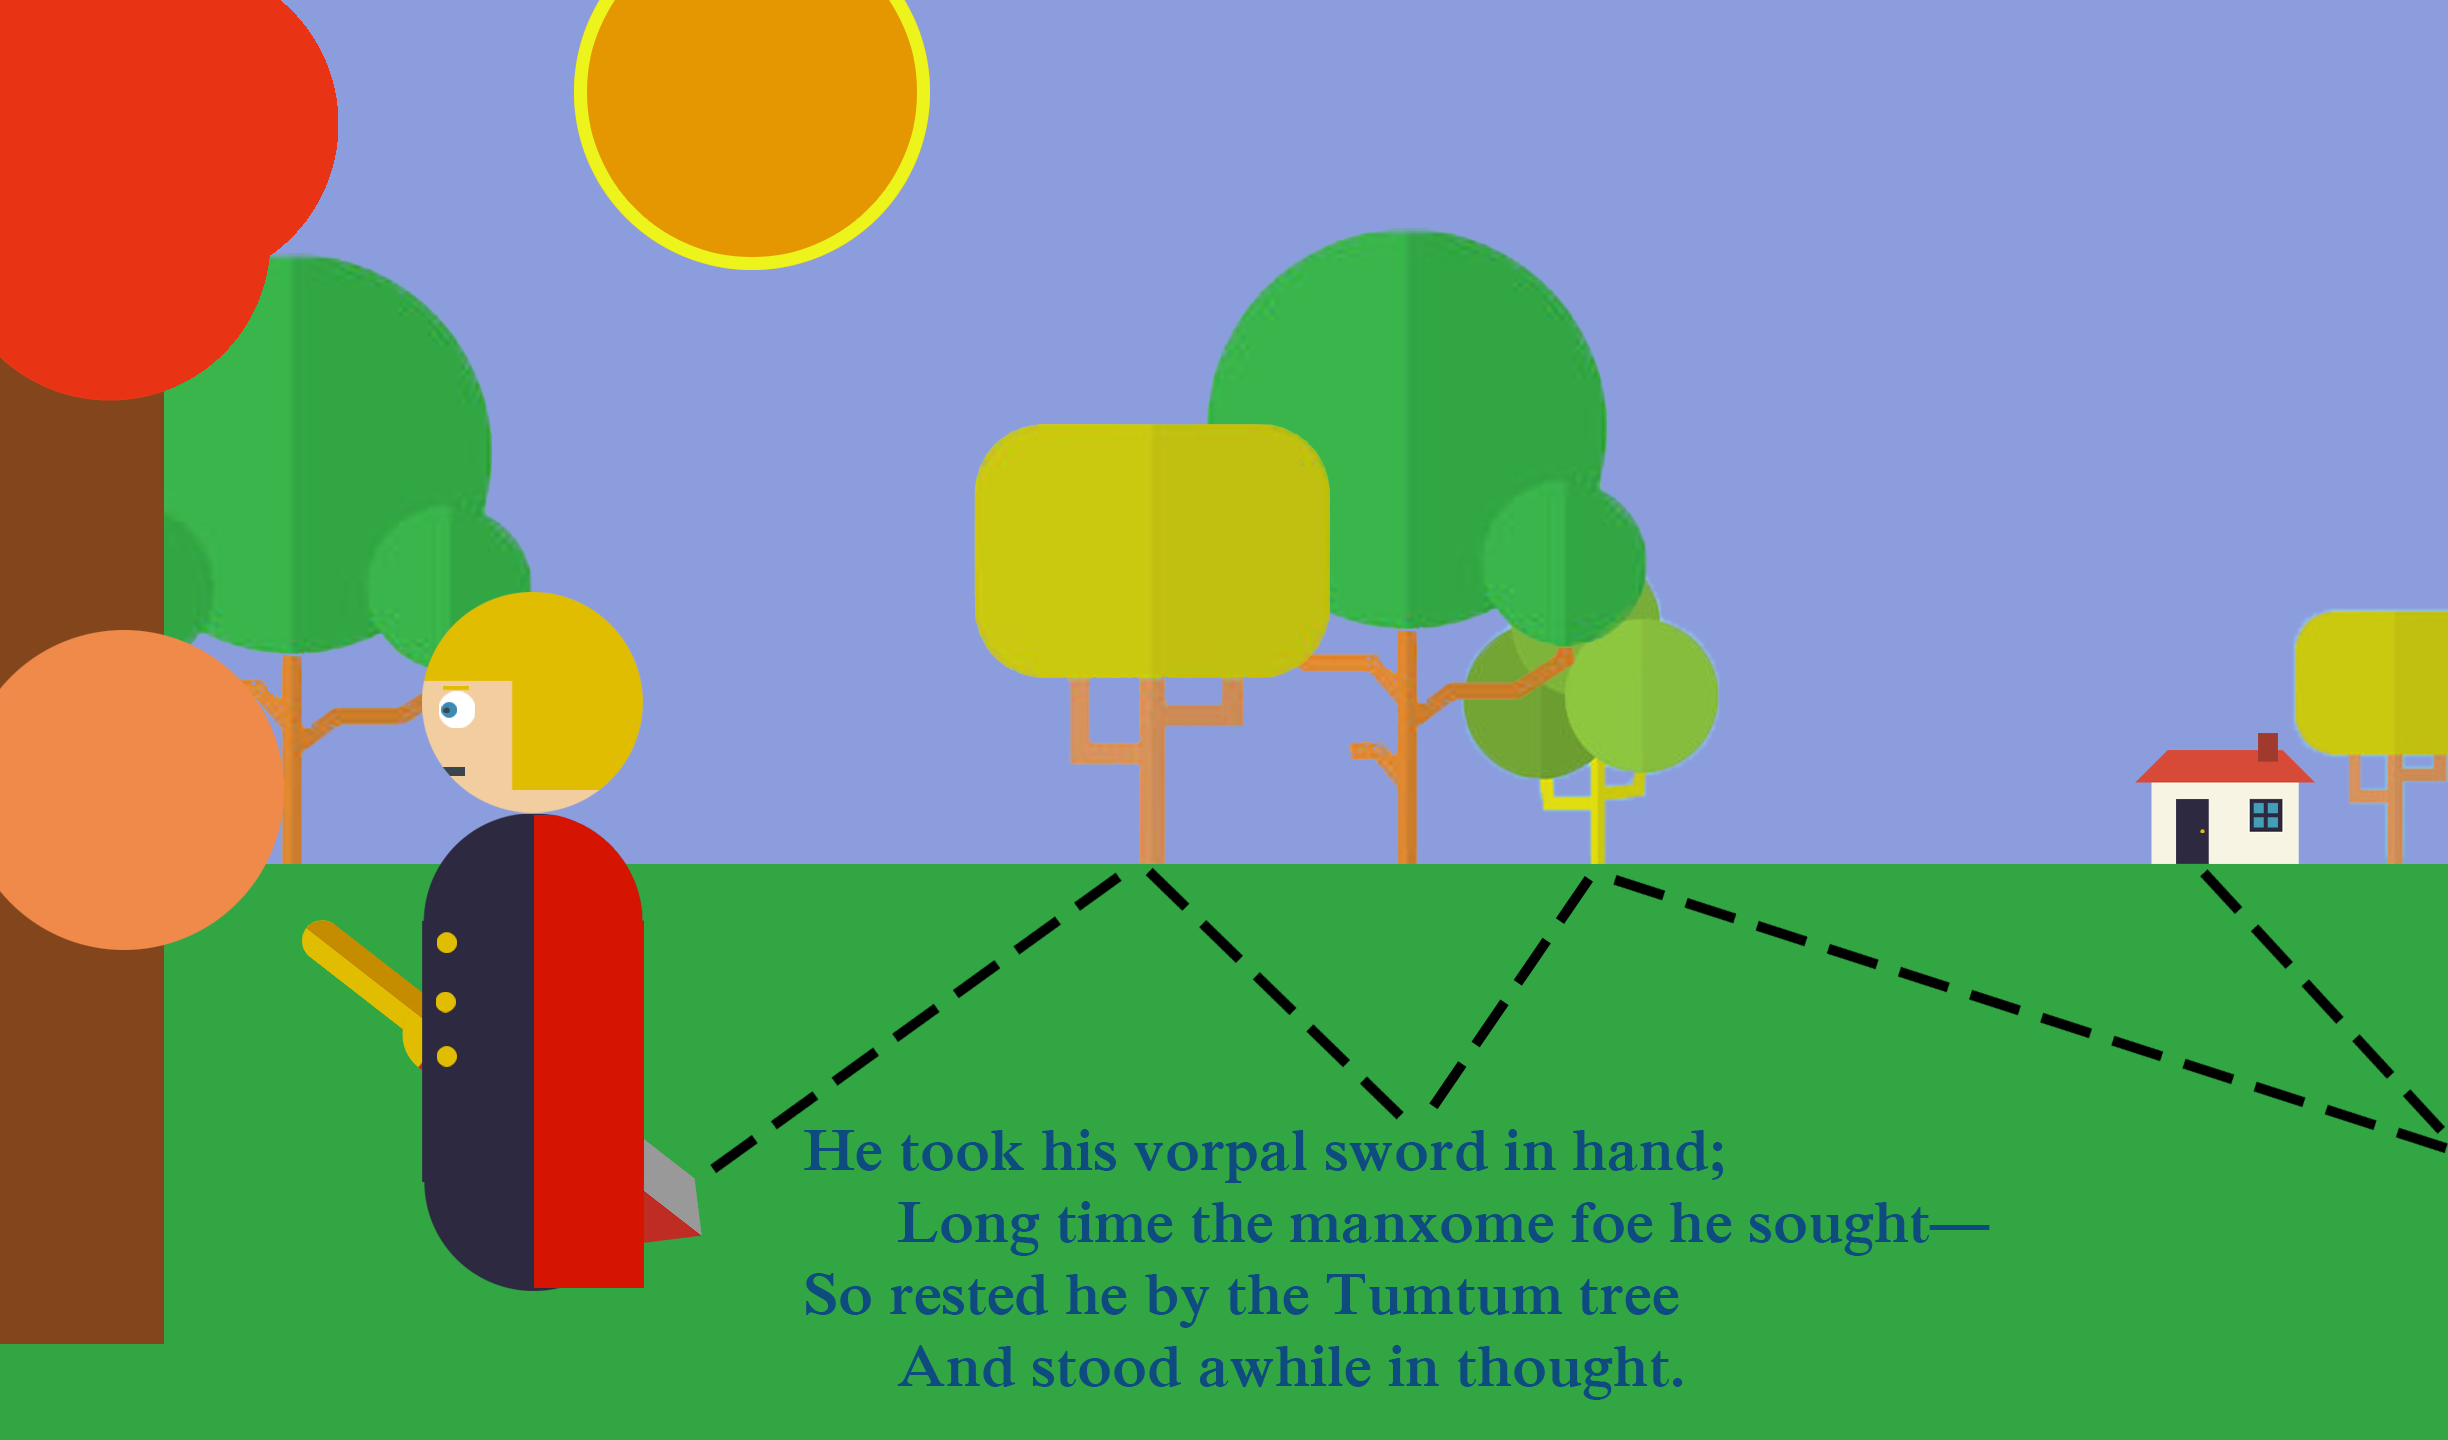 He took his vorpal sword in hand;
Long time the manxome foe he sought—
So rested he by the Tumtum tree
And stood awhile in thought.